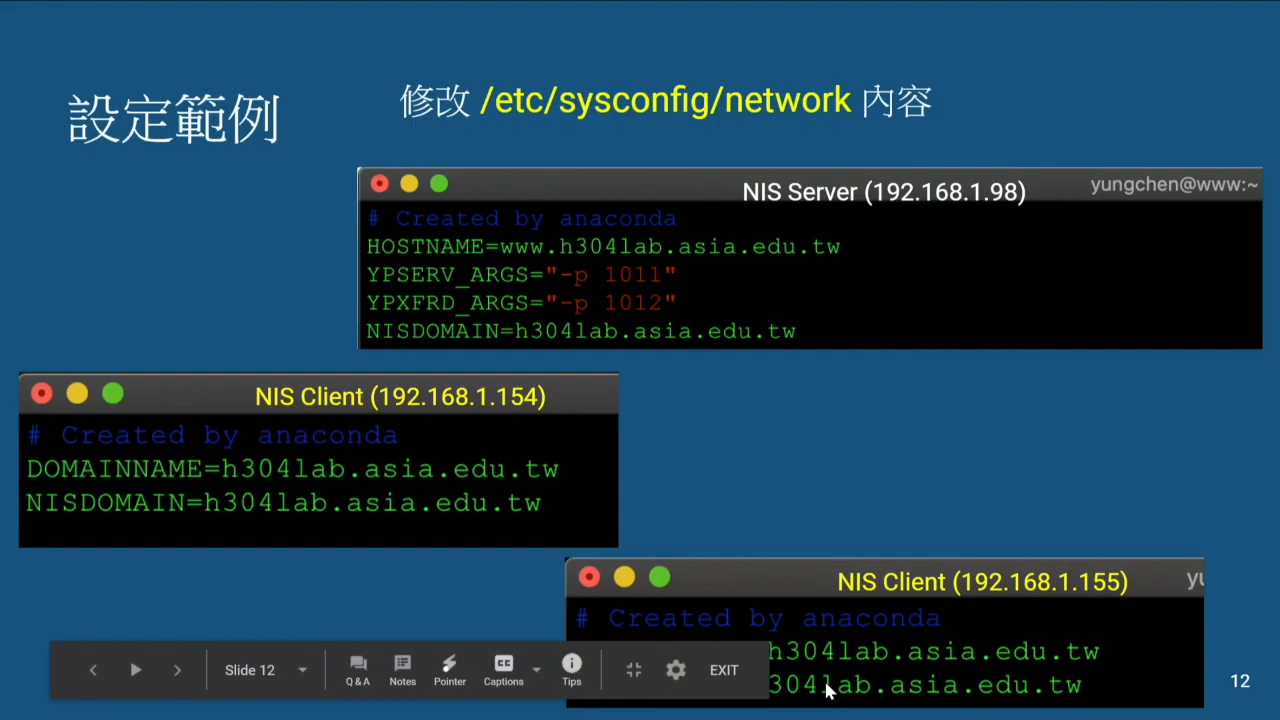 設定範例
修改 /etc/sysconfig/network 內容
NIS Server (192.168.1.98)
yungchen@www:~
# Created by anaconda
HOSTNAME=www.h304lab.asia.edu.tw
YPSERV_ARGS="-p 1011"
YPXFRD_ARGS="-p 1012"
NISDOMAIN=h304lab.asia.edu.tw
NIS Client (192.168.1.154)
# Created by anaconda
DOMAINNAME=h304lab.asia.edu.tw
NISDOMAIN=h304lab.asia.edu.tw
NIS Client (192.168.1.155)
# Created by anaconda
h304lab.asia.edu.tw
304lab.asia.edu.tw
Slide 12
Q & A
Notes
Pointer
CC
Captions
Tips
EXIT
12